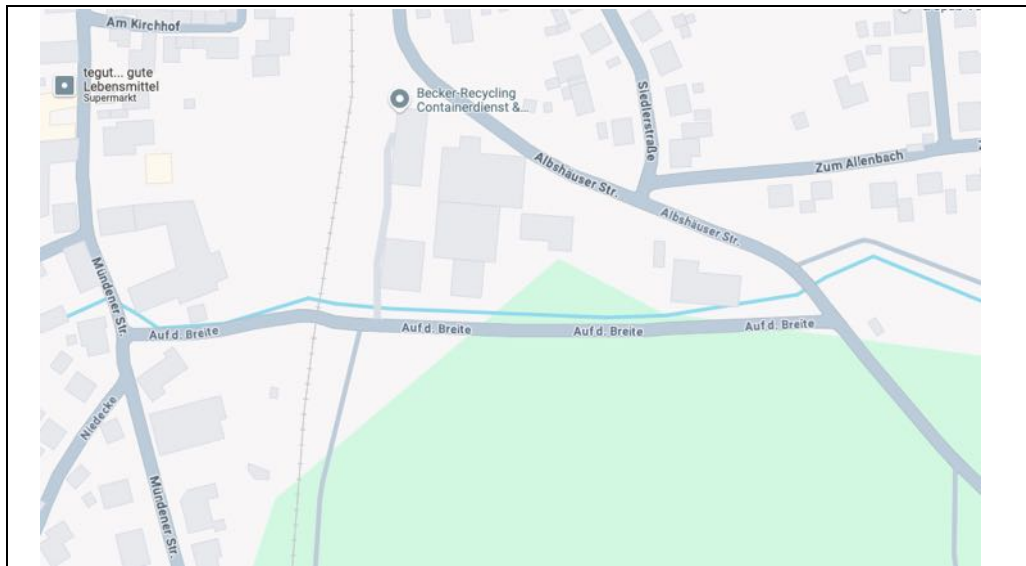 Am Kirchhof
tegut... gute
Lebensmittel
Supermarkt
Becker-Recycling
Containerdienst &...
Siedlerstraße
Albshäuser Str.
Zum Allenbach
Albshäuser Str.
Mündener Str.
Auf d. Breite
Auf d. Breite
Auf d. Breite
Auf d. Breite
Niedecke
Mündener Str.